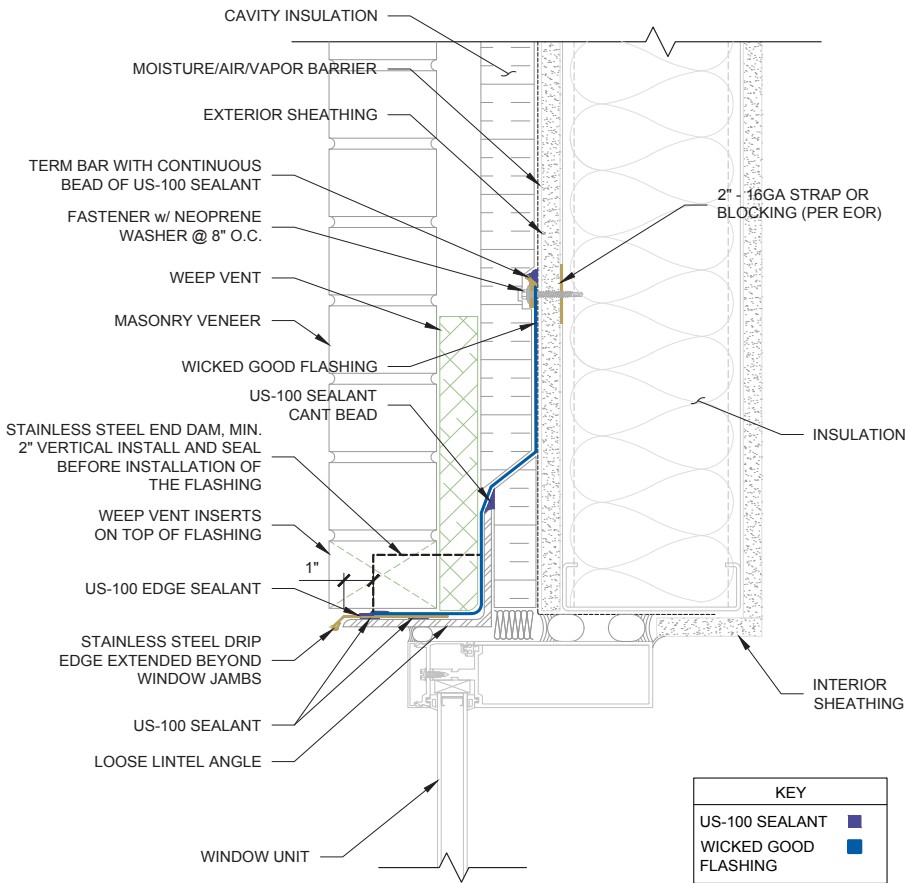 CAVITY INSULATION
MOISTURE/AIR/VAPOR BARRIER
EXTERIOR SHEATHING
TERM BAR WITH CONTINUOUS
BEAD OF US-100 SEALANT
FASTENER w/ NEOPRENE
WASHER @ 8" O.C.
WEEP VENT
MASONRY VENEER
WICKED GOOD FLASHING
US-100 SEALANT
CANT BEAD
STAINLESS STEEL END DAM, MIN.
2" VERTICAL INSTALL AND SEAL
BEFORE INSTALLATION OF
THE FLASHING
WEEP VENT INSERTS
ON TOP OF FLASHING
1"
US-100 EDGE SEALANT
STAINLESS STEEL DRIP
EDGE EXTENDED BEYOND
WINDOW JAMBS
US-100 SEALANT
LOOSE LINTEL ANGLE
WINDOW UNIT
2" - 16GA STRAP OR
BLOCKING (PER EOR)
INSULATION
INTERIOR
SHEATHING
KEY
US-100 SEALANT
WICKED GOOD
FLASHING